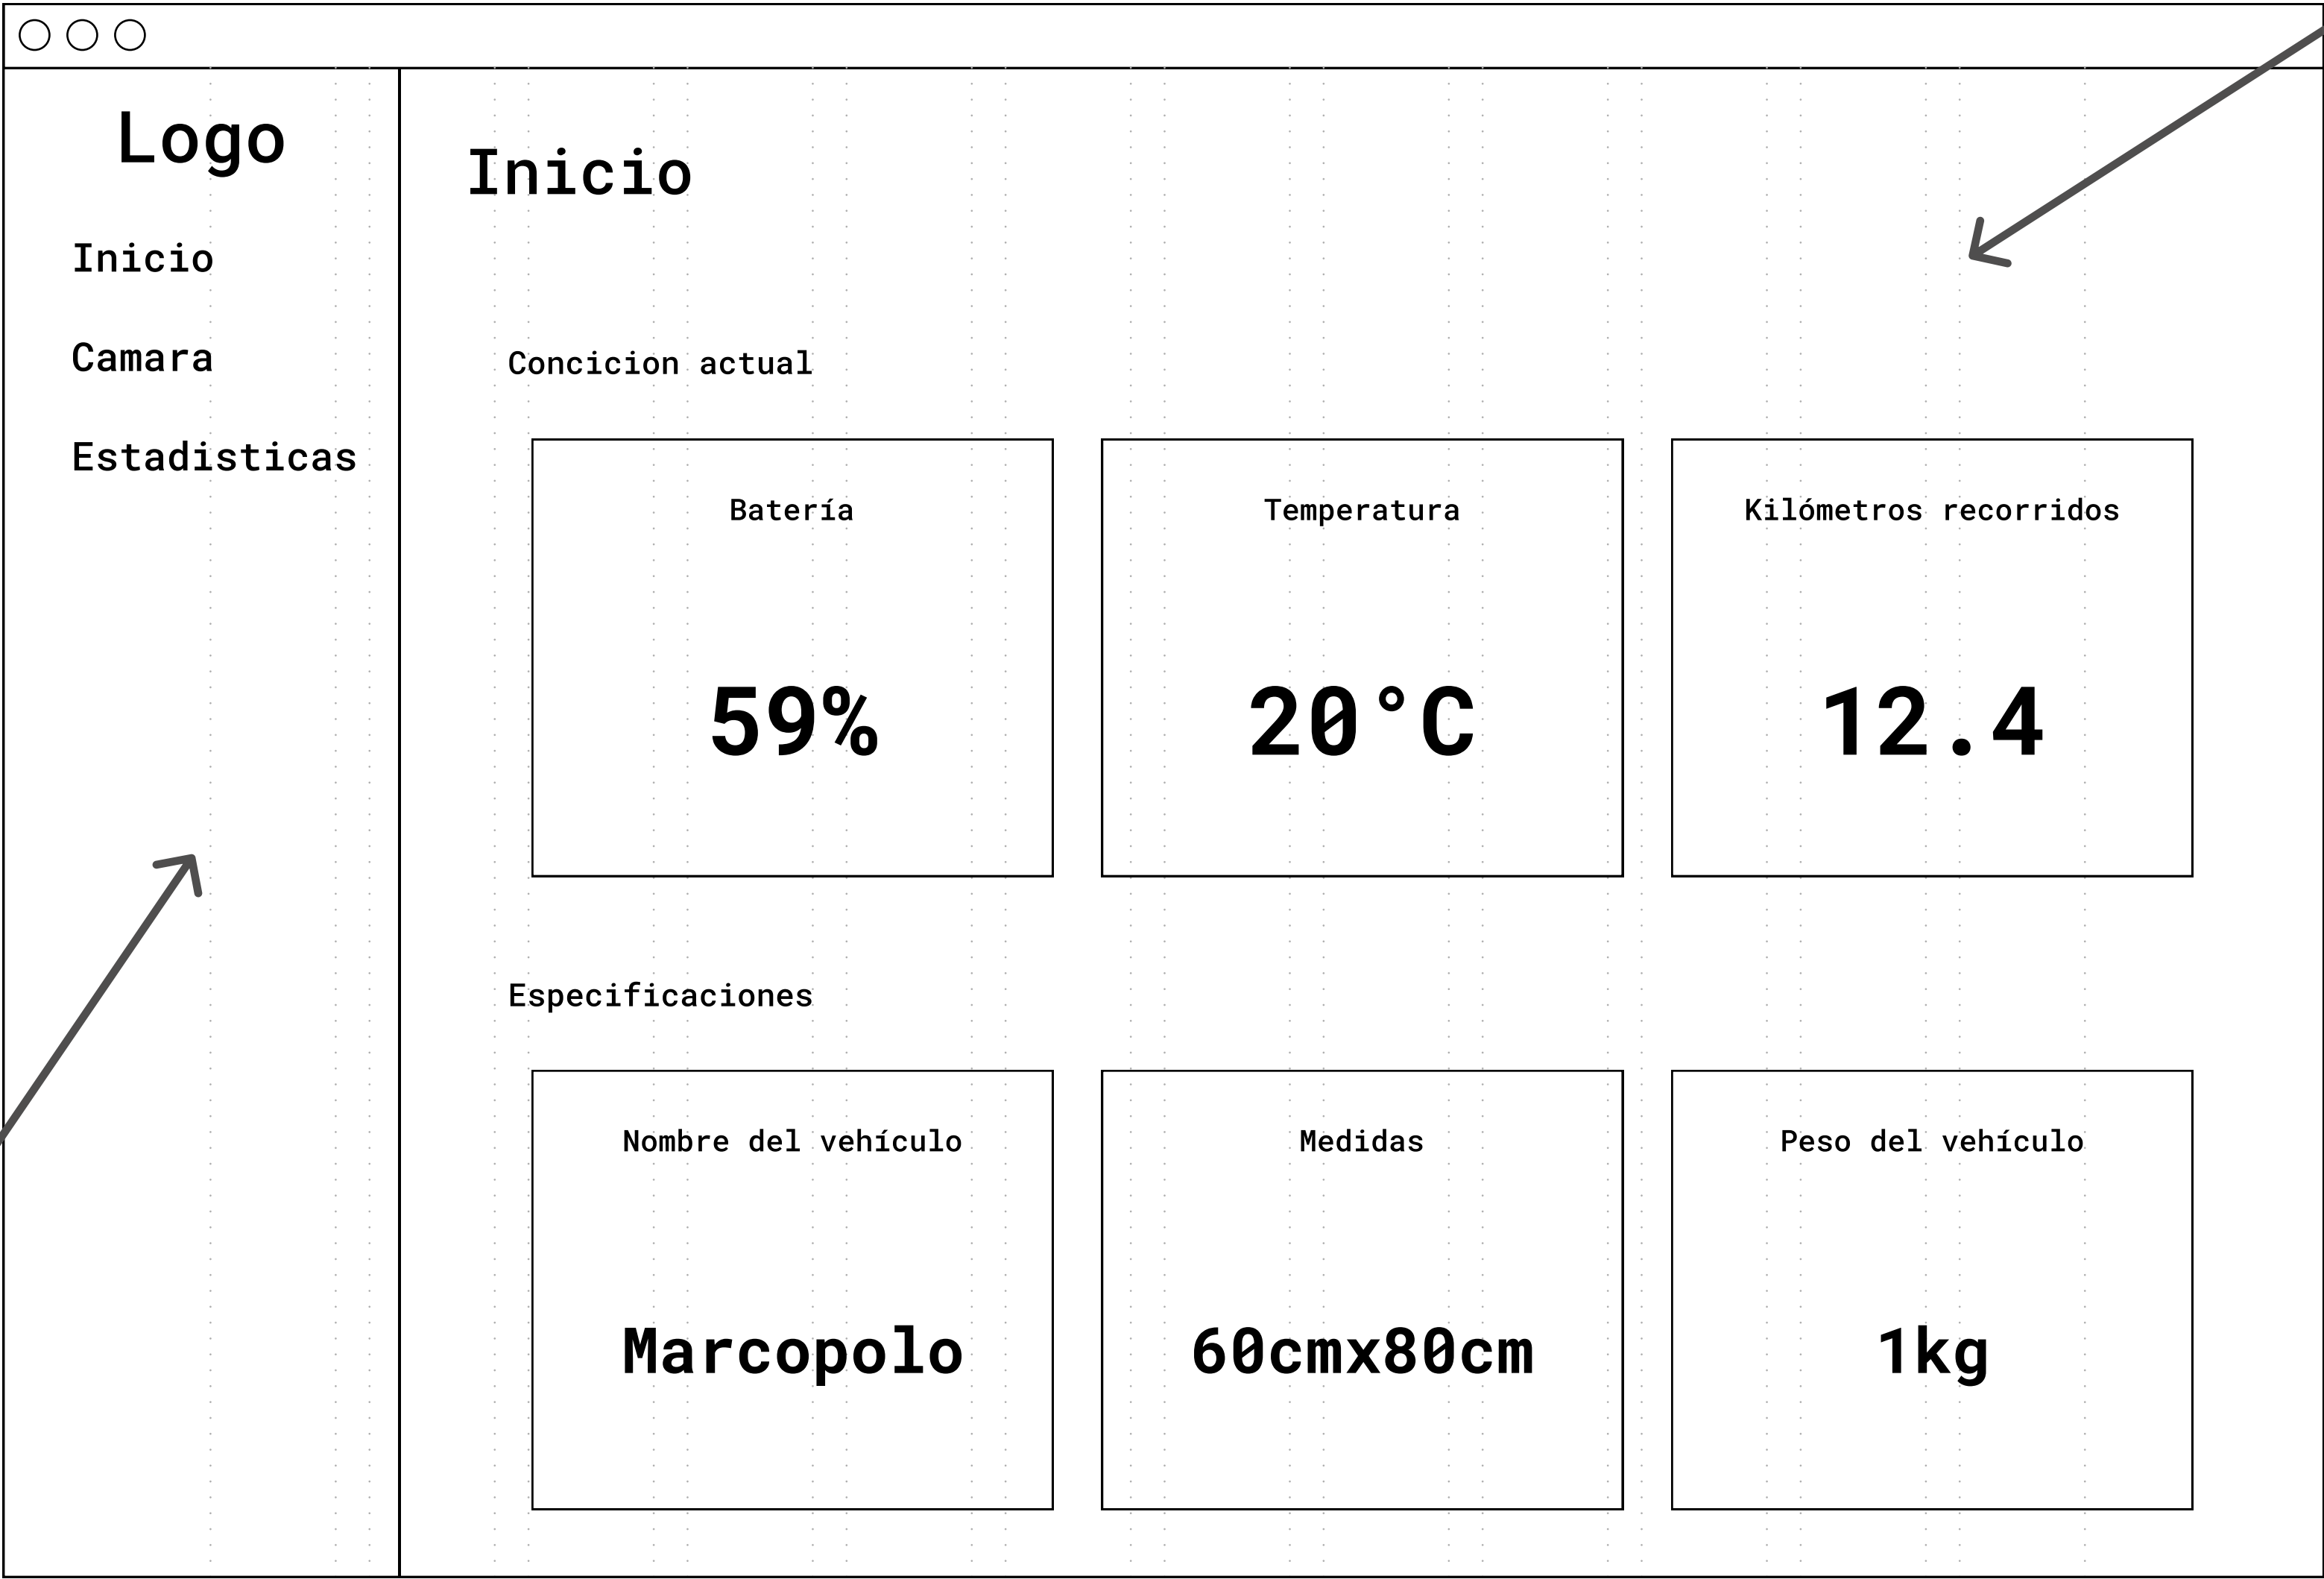 Logo
Inicio
Camara
Estadisticas
Inicio
Concicion actual
Batería
59%
Temperatura
20°C
Kilómetros recorridos
12.4
Especificaciones
Nombre del vehículo
Marcopolo
Medidas
60cmx80cm
Peso del vehículo
1kg